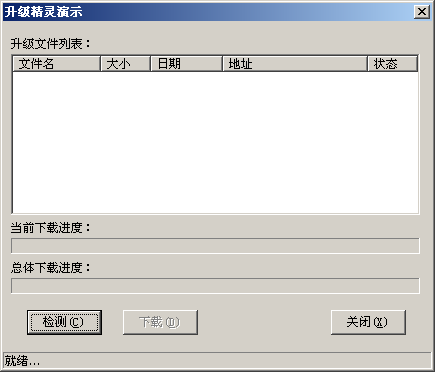 升级精灵演示
升级文件列表：
文件名 大小 日期 地址 状态
当前下载进度：
总体下载进度：
检测(C) 下载(D) 关闭(X)
就绪...